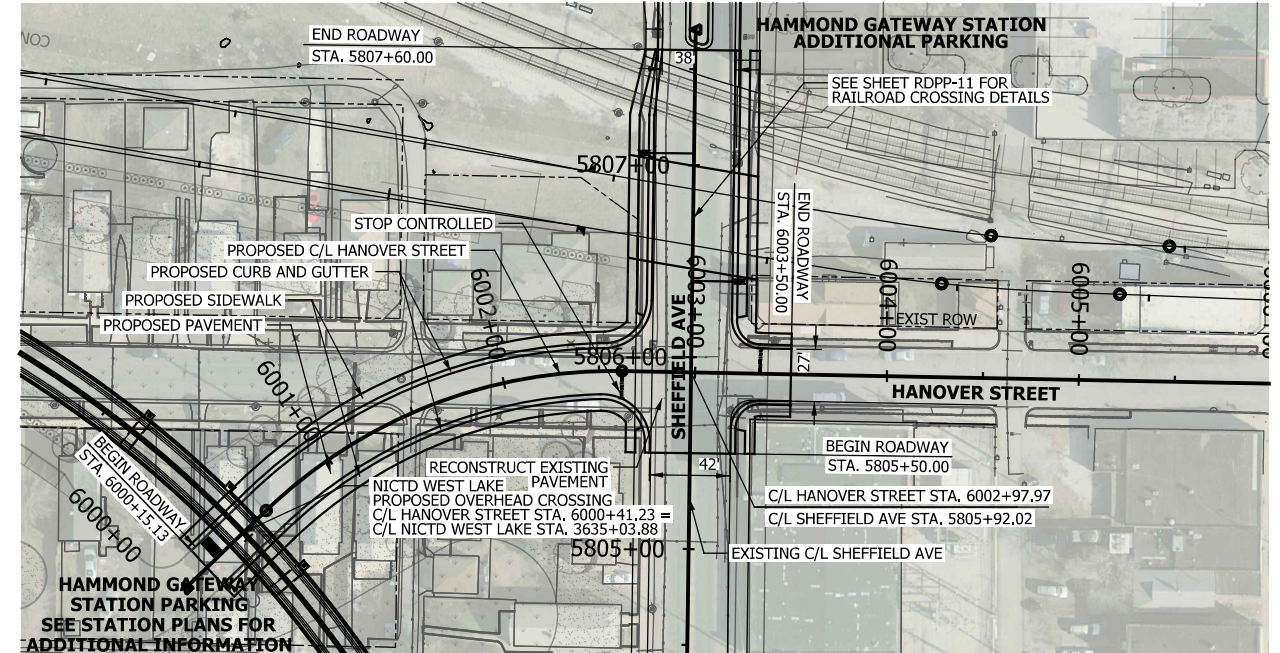 END ROADWAY
STA. 5807+60.00
38'
HAMMOND GATEWAY STATION
ADDITIONAL PARKING
SEE SHEET RDPP-11 FOR
RAILROAD CROSSING DETAILS
5807+00
END ROADWAY
STA. 6003+50.00
STOP CONTROLLED
PROPOSED C/L HANOVER STREET
PROPOSED CURB AND GUTTER
PROPOSED SIDEWALK
PROPOSED PAVEMENT
6002+00
6003+00
6004+00
6005+00
EXIST ROW
5806+00
SHEFFIELD AVE
27'
HANOVER STREET
6001+00
BEGIN ROADWAY
STA. 6000+15.13
6000+00
RECONSTRUCT EXISTING
PAVEMENT
42'
BEGIN ROADWAY
STA. 5805+50.00
NICTD WEST LAKE
PROPOSED OVERHEAD CROSSING
C/L HANOVER STREET STA. 6000+41.23 =
C/L NICTD WEST LAKE STA. 3635+03.88
C/L HANOVER STREET STA. 6002+97.97
C/L SHEFFIELD AVE STA. 5805+92.02
5805+00
EXISTING C/L SHEFFIELD AVE
HAMMOND GATEWAY
STATION PARKING
SEE STATION PLANS FOR
ADDITIONAL INFORMATION